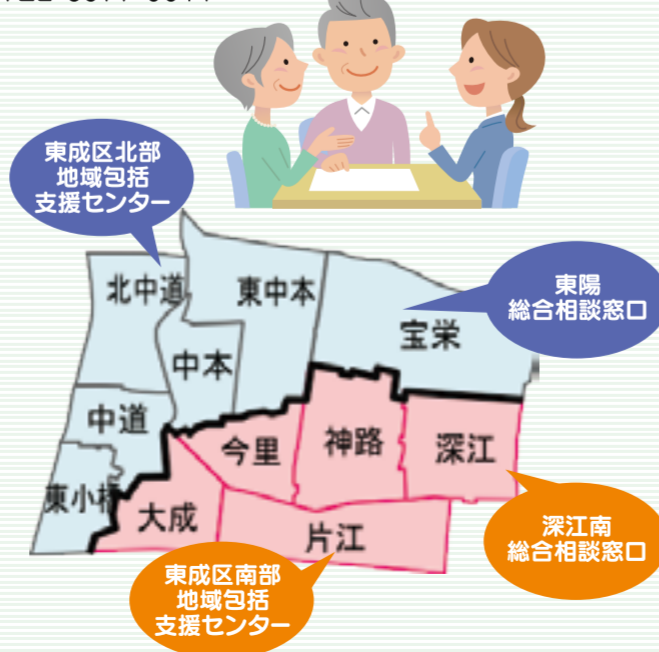 東成区北部
地域包括
支援センター
東陽
総合相談窓口
北中道
東中本
宝栄
中本
中道
今里
神路
深江
東小橋
大成
片江
深江南
総合相談窓口
東成区南部
地域包括
支援センター